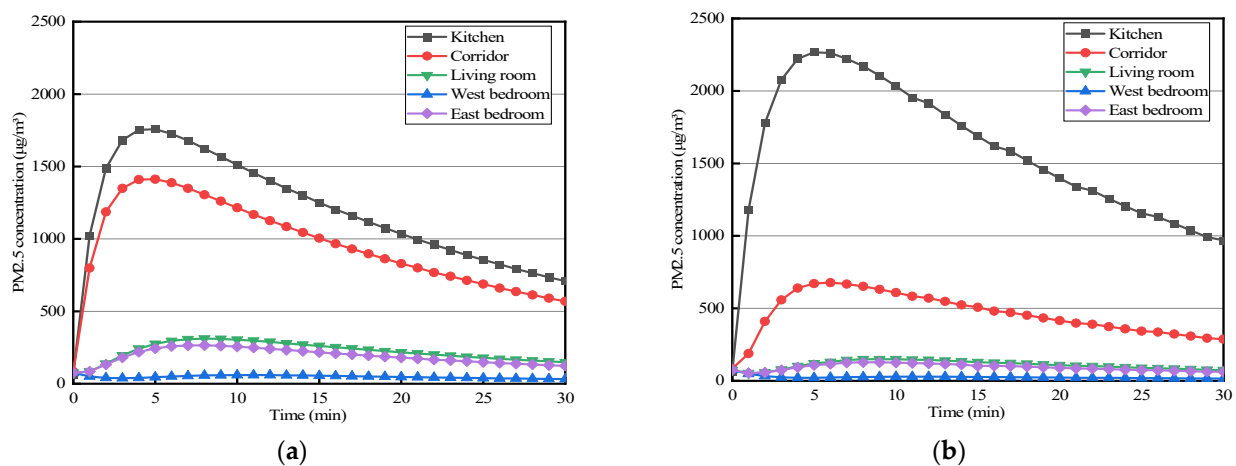 2500
2000
1500
1000
500
0
PM2.5 concentration (μg/m³)
Kitchen
Corridor
Living room
West bedroom
East bedroom
0 5 10 15 20 25 30
Time (min)
(a)
2500
2000
1500
1000
500
0
PM2.5 concentration (μg/m³)
Kitchen
Corridor
Living room
West bedroom
East bedroom
0 5 10 15 20 25 30
Time (min)
(b)